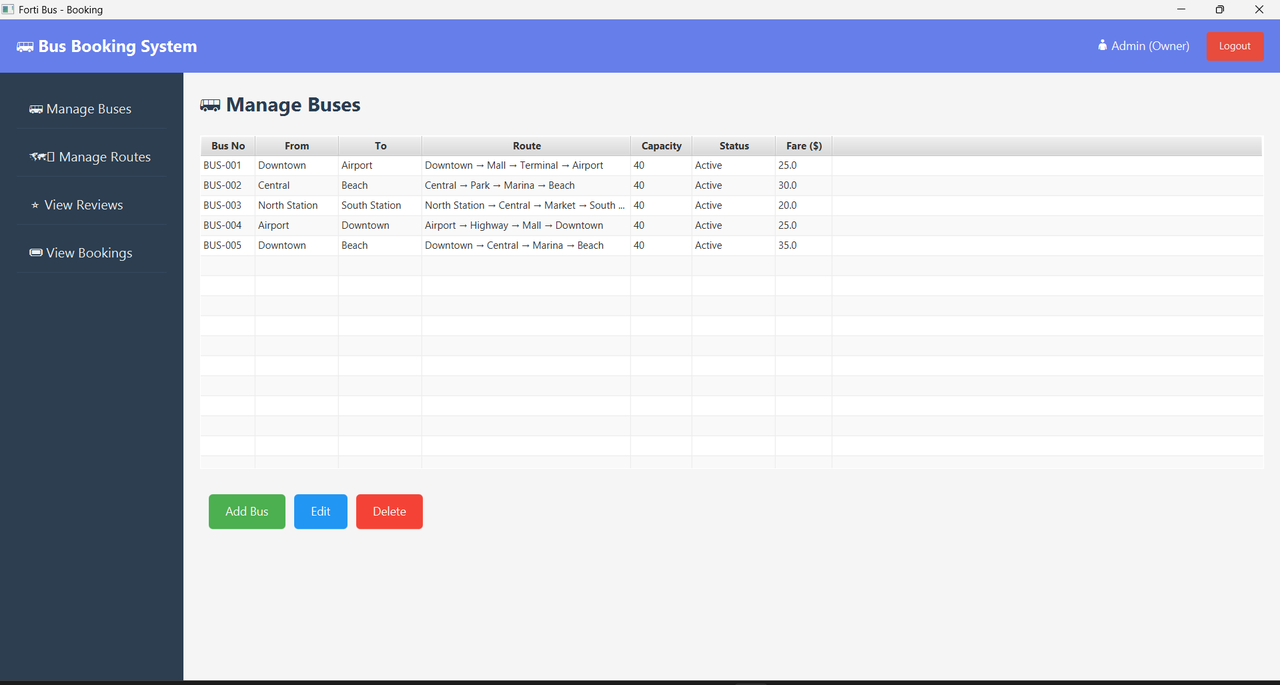 Forti Bus - Booking
Bus Booking System
Admin (Owner)
Logout
Manage Buses
Manage Routes
View Reviews
View Bookings
Manage Buses
Bus No From To Route Capacity Status Fare ($)
BUS-001 Downtown Airport Downtown → Mall → Terminal → Airport 40 Active 25.0
BUS-002 Central Beach Central → Park → Marina → Beach 40 Active 30.0
BUS-003 North Station South Station North Station → Central → Market → South ... 40 Active 20.0
BUS-004 Airport Downtown Airport → Highway → Mall → Downtown 40 Active 25.0
BUS-005 Downtown Beach Downtown → Central → Marina → Beach 40 Active 35.0
Add Bus Edit Delete